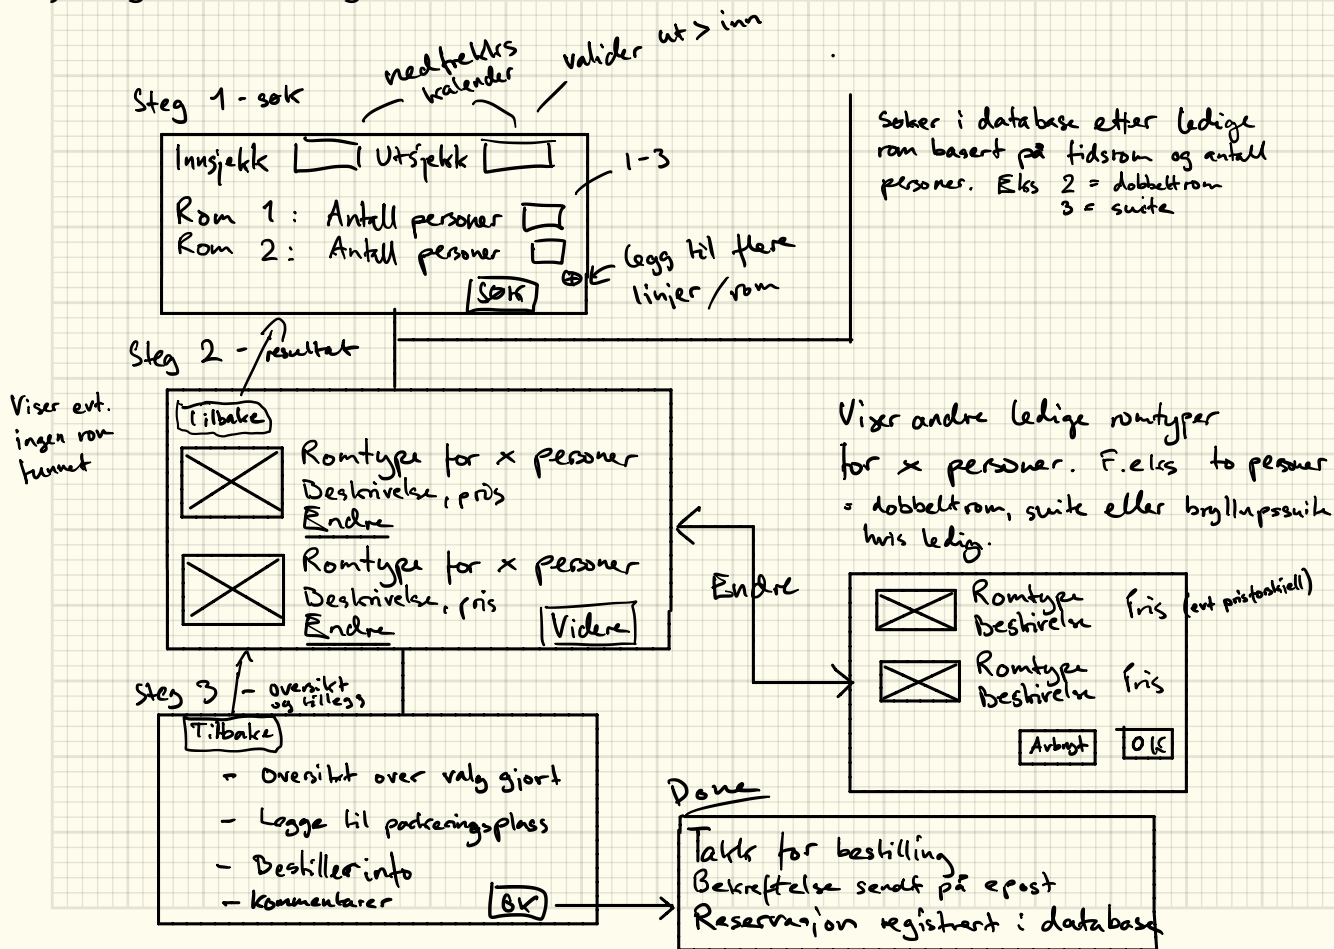 Steg 1 - søk
nedtrekks
kalender
valider ut > inn
Innsjekk Utsjekk
1-3
Rom 1: Antall personer
Rom 2: Antall personer
SØK
Legg til flere
linjer / rom
Søker i database etter ledige
rom basert på tidsrom og antall
personer. Eks 2 = dobbeltrom
3 = suite
Steg 2 - resultat
Viser evt.
ingen rom
funnet
Tilbake
Romtype for x personer
Beskrivelse, pris
Endre
Romtype for x personer
Beskrivelse, pris
Endre
Videre
Endre
Viser andre ledige romtyper
for x personer. F.eks to personer
= dobbeltrom, suite eller bryllupssuite
hvis ledig.
Romtype Pris (evt prisforskjell)
Beskrivelse
Romtype Pris
Beskrivelse
Avbryt OK
Steg 3 - oversikt
og tillegg
Tilbake
- Oversikt over valg gjort
- Legge til parkeringsplass
- Bestillerinfo
- Kommentarer
OK
Done
Takk for bestilling
Bekreftelse sendt på epost
Reservasjon registrert i database